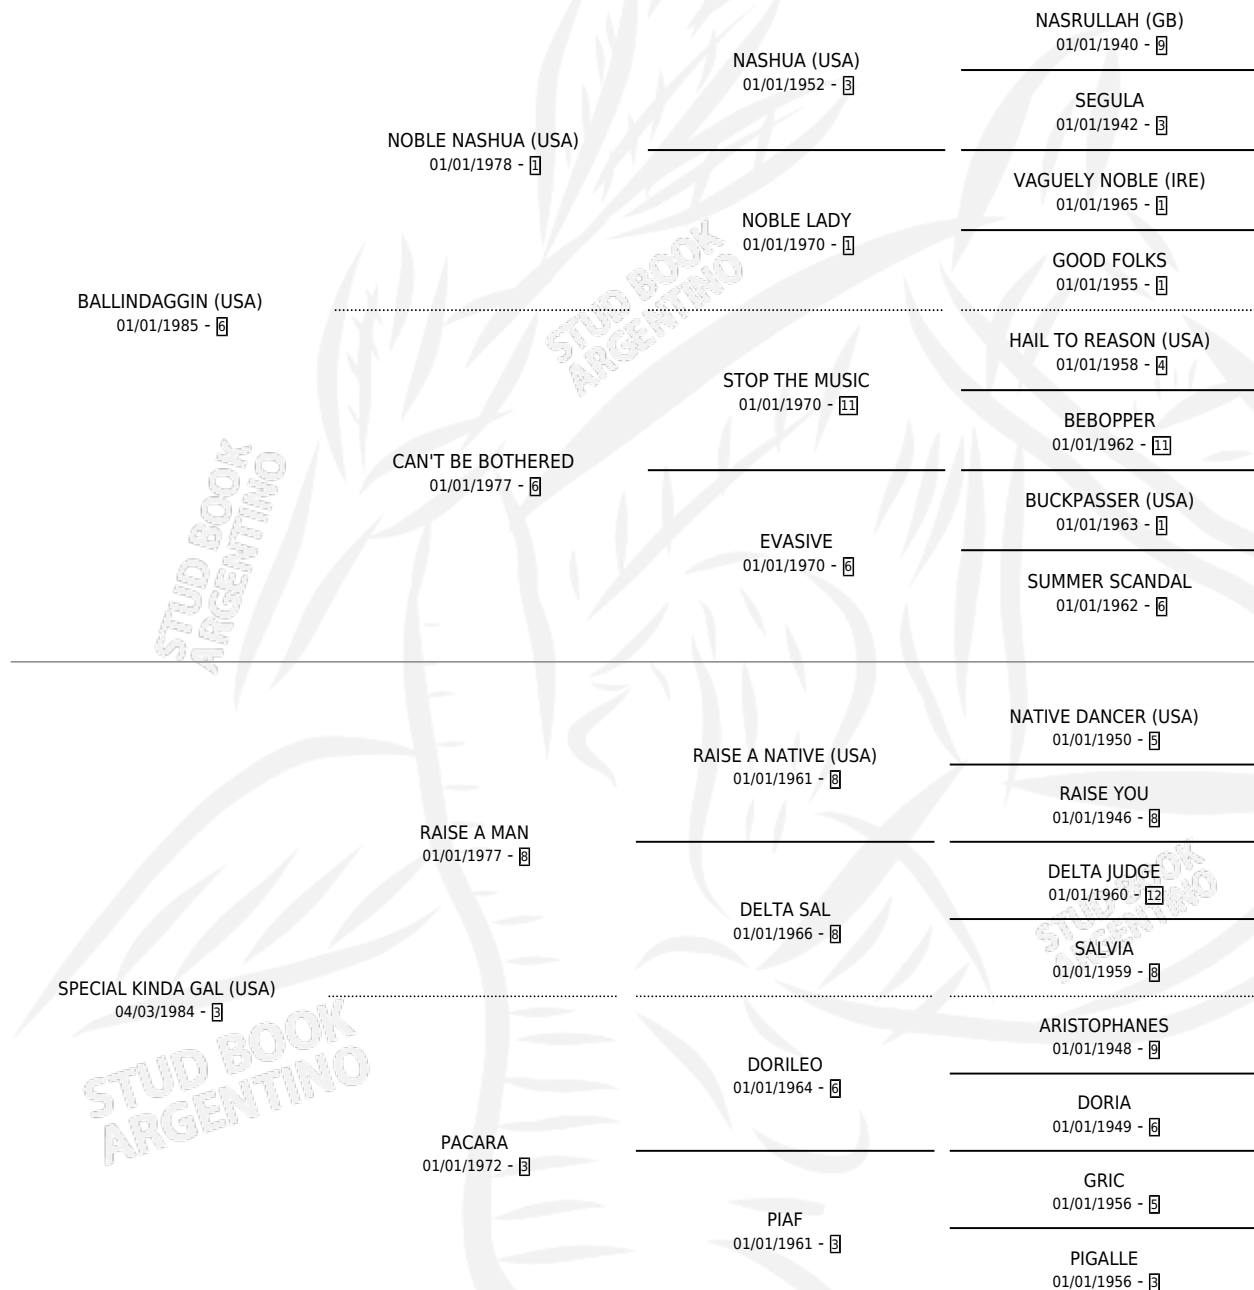 NASRULLAH (GB)
01/01/1940 - 9
NASHUA (USA)
01/01/1952 - 3
SEGULA
01/01/1942 - 3
NOBLE NASHUA (USA)
01/01/1978 - 1
VAGUELY NOBLE (IRE)
01/01/1965 - 1
NOBLE LADY
01/01/1970 - 1
GOOD FOLKS
01/01/1955 - 1
BALLINDAGGIN (USA)
01/01/1985 - 6
STUD BOOK
ARGENTINO
HAIL TO REASON (USA)
01/01/1958 - 4
STOP THE MUSIC
01/01/1970 - 11
BEBOPPER
01/01/1962 - 11
CAN'T BE BOTHERED
01/01/1977 - 6
BUCKPASSER (USA)
01/01/1963 - 1
EVASIVE
01/01/1970 - 6
SUMMER SCANDAL
01/01/1962 - 6
STUD BOOK
ARGENTINO
NATIVE DANCER (USA)
01/01/1950 - 5
RAISE A NATIVE (USA)
01/01/1961 - 8
RAISE YOU
01/01/1946 - 8
RAISE A MAN
01/01/1977 - 8
DELTA JUDGE
01/01/1960 - 12
DELTA SAL
01/01/1966 - 8
STUD BOOK
ARGENTINO
SALVIA
01/01/1959 - 8
SPECIAL KINDA GAL (USA)
04/03/1984 - 3
STUD BOOK
ARGENTINO
ARISTOPHANES
01/01/1948 - 9
DORILEO
01/01/1964 - 6
DORIA
01/01/1949 - 6
PACARA
01/01/1972 - 3
GRIC
01/01/1956 - 5
PIAF
01/01/1961 - 3
PIGALLE
01/01/1956 - 3